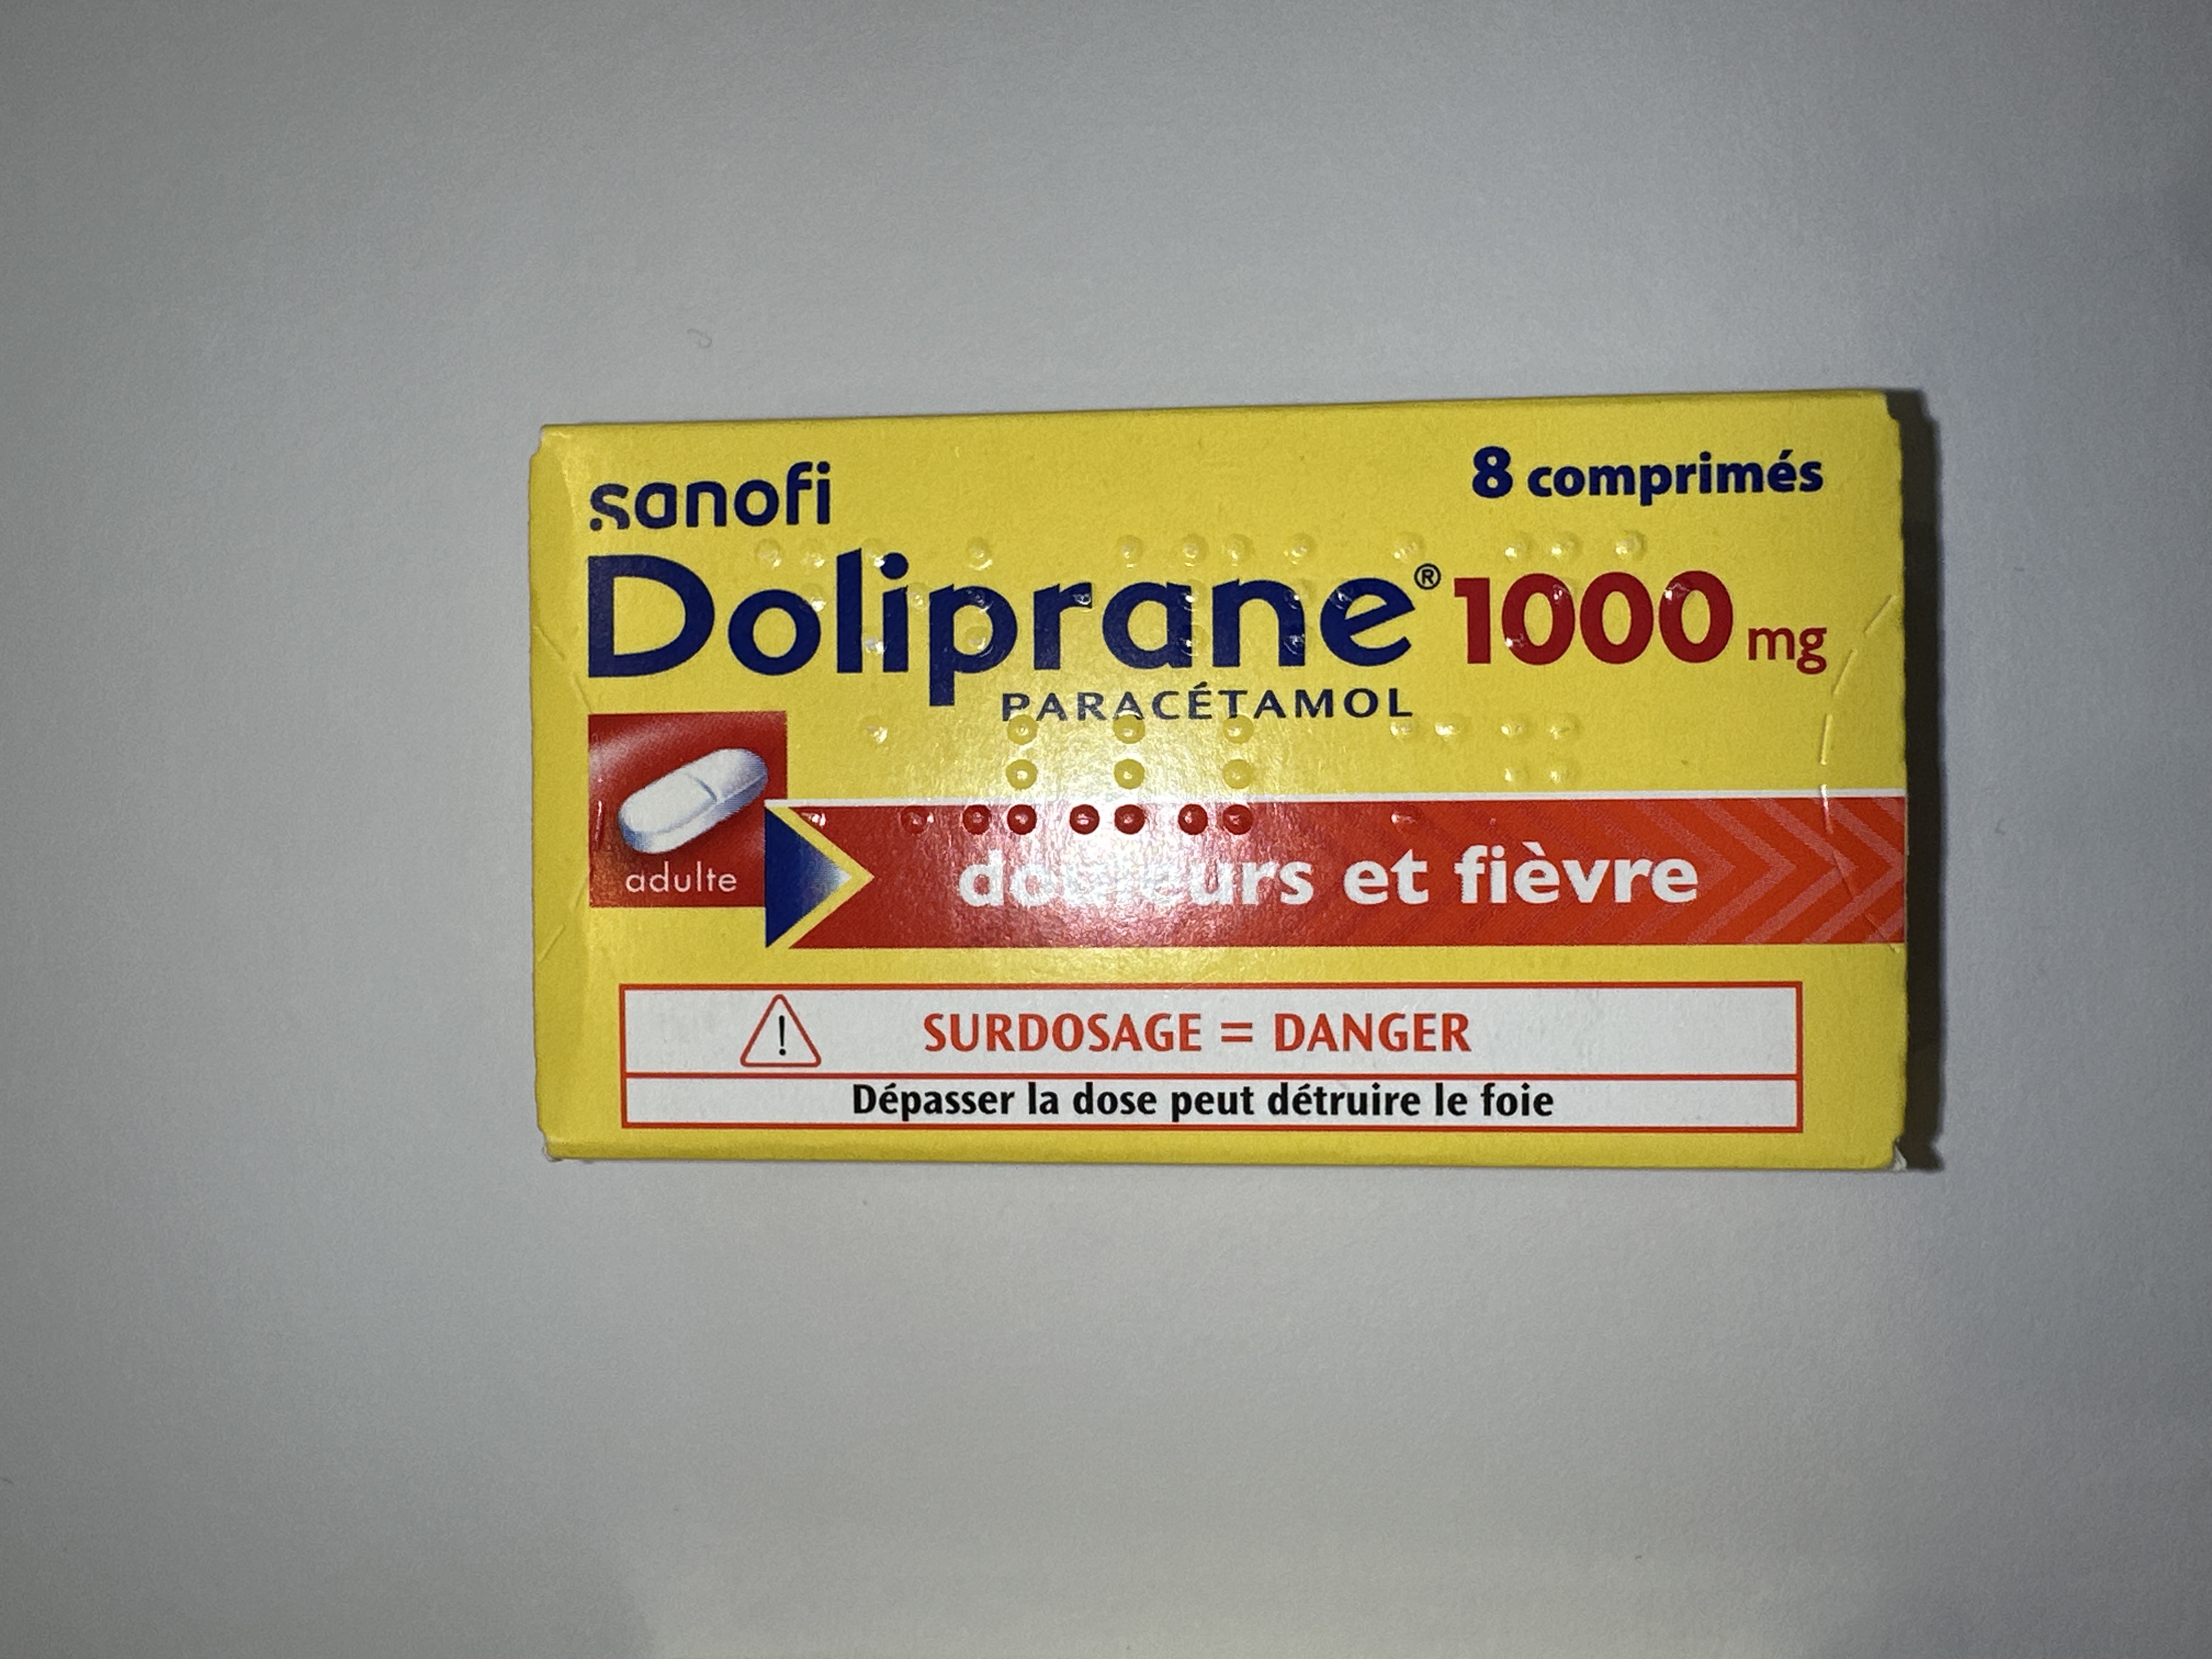 sanofi
8 comprimés
Doliprane® 1000 mg
PARACÉTAMOL
adulte
douleurs et fièvre
! SURDOSAGE = DANGER
Dépasser la dose peut détruire le foie